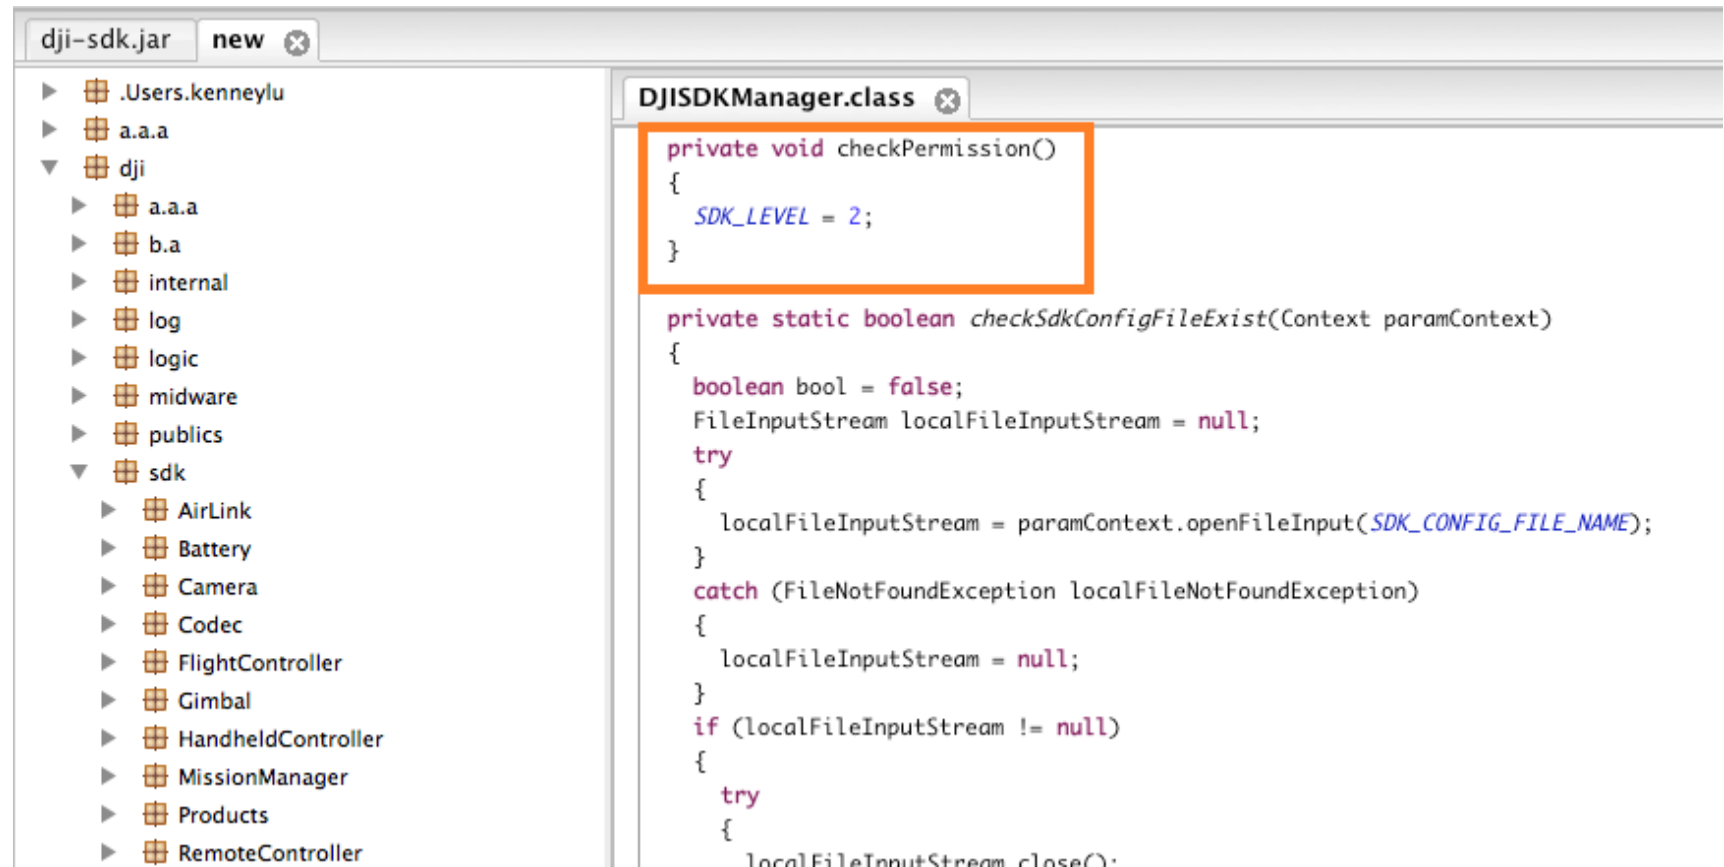 dji-sdk.jar
new
.Users.kenneylu
a.a.a
dji
a.a.a
b.a
internal
log
logic
midware
publics
sdk
AirLink
Battery
Camera
Codec
FlightController
Gimbal
HandheldController
MissionManager
Products
RemoteController
DJISDKManager.class
private void checkPermission()
{
SDK_LEVEL = 2;
}
private static boolean checkSdkConfigFileExist(Context paramContext)
{
boolean bool = false;
FileInputStream localFileInputStream = null;
try
{
localFileInputStream = paramContext.openFileInput(SDK_CONFIG_FILE_NAME);
}
catch (FileNotFoundException localFileNotFoundException)
{
localFileInputStream = null;
}
if (localFileInputStream != null)
{
try
{
localFileInputStream.close();